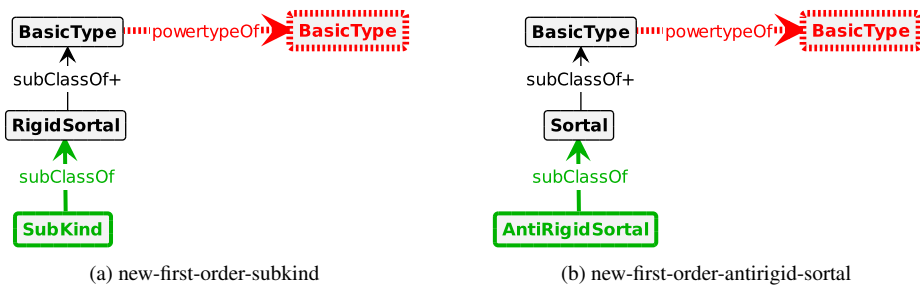 BasicType powertypeOf BasicType
subClassOf+
RigidSortal
subClassOf
SubKind
(a) new-first-order-subkind
BasicType powertypeOf BasicType
subClassOf+
Sortal
subClassOf
AntiRigidSortal
(b) new-first-order-antirigid-sortal